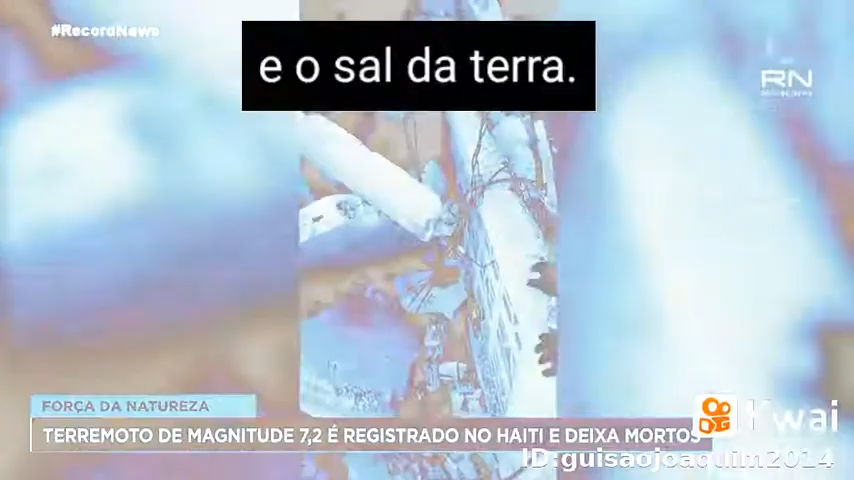 #RecordNews
e o sal da terra.
RN
FORÇA DA NATUREZA
TERREMOTO DE MAGNITUDE 7,2 É REGISTRADO NO HAITI E DEIXA MORTOS
Kwai
ID:guisaojoaquim2014